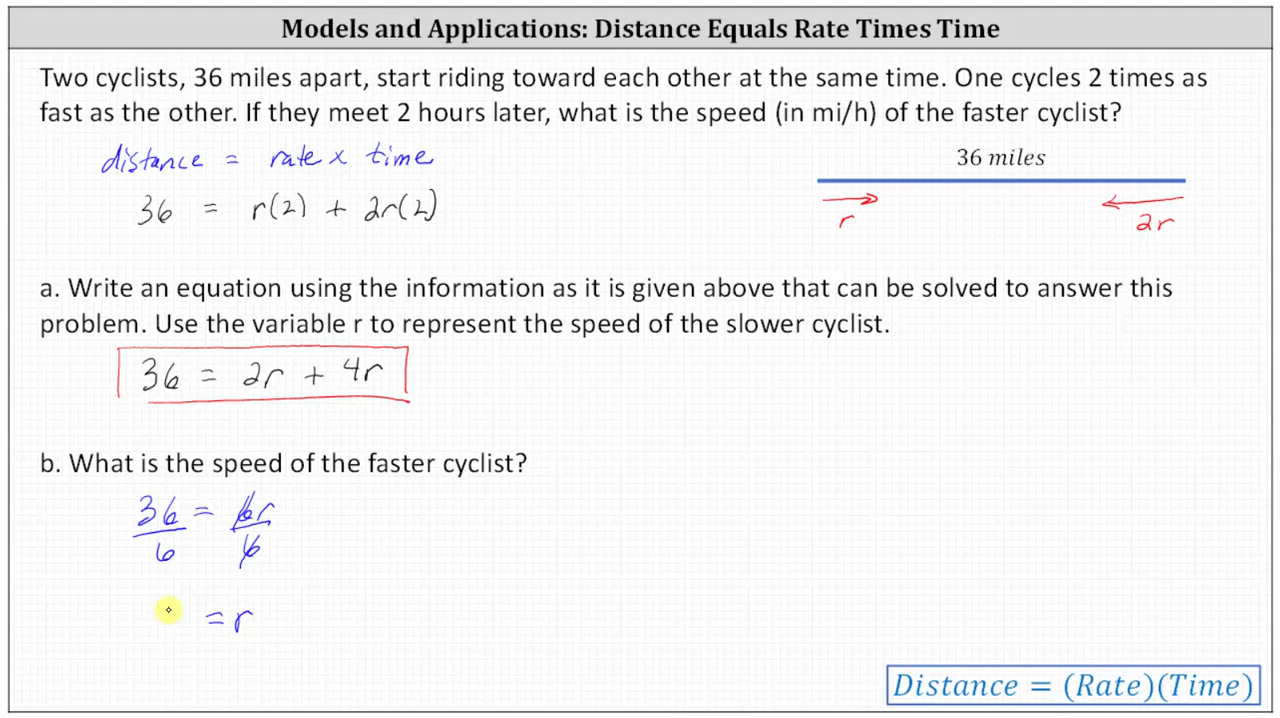 Models and Applications: Distance Equals Rate Times Time
Two cyclists, 36 miles apart, start riding toward each other at the same time. One cycles 2 times as
fast as the other. If they meet 2 hours later, what is the speed (in mi/h) of the faster cyclist?
distance = rate x time
36 = r(2) + 2r(2)
36 miles
r
2r
a. Write an equation using the information as it is given above that can be solved to answer this
problem. Use the variable r to represent the speed of the slower cyclist.
36 = 2r + 4r
b. What is the speed of the faster cyclist?
36 = 6r
6 6
= r
Distance = (Rate)(Time)